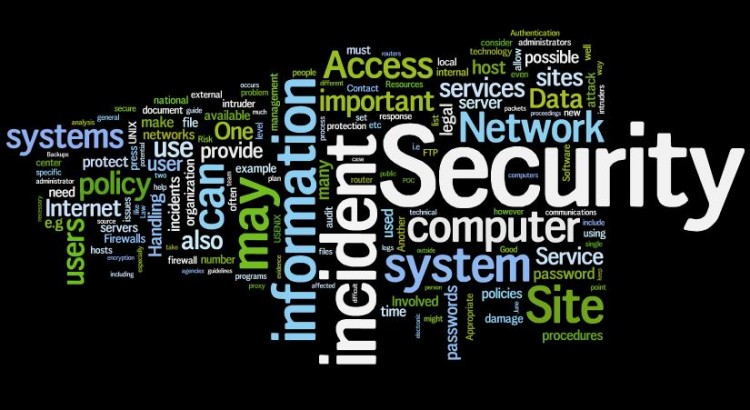 Authentication
consider
administrators
must
routers
technology
allow
possible
well
Access
local
people
internal
host
even
sites
way
different
occurs
problem
management
Contact
Resources
services
attack
intruders
national
external
secure
document
guide
intruder
important
server
packets
Data
analysis
general
UNIX
make
file
available
much
set
response
legal
proceedings
new
systems
networks
Risk
One
level
process
protection
etc
list
Network
Backups
press
potential
use
provide
information
case
i.e
FTP
Software
Security
center
protect
user
specific
two
organization
can
example
many
router
public
POC
computers
administrator
policy
help
incidents
team
plan
need
often
may
necessary
Internet
issues
like
Law
Handling
USENIX
audit
incident
technical
however
communications
e.g
source
servers
used
Another
computer
include
using
users
Firewalls
take
also
logs
outside
Good
single
hosts
encryption
especially
firewall
number
evidence
files
system
Service
including
agencies
guidelines
programs
affected
password
keep
proxy
difficult
person
passwords
point
Involved
policies
Site
time
electronic
might
Appropriate
damage
June
procedures